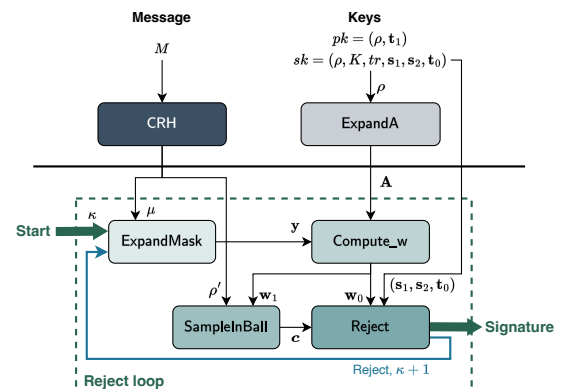 Message
Keys
M
pk = (ρ, t₁)
sk = (ρ, K, tr, s₁, s₂, t₀)
ρ
CRH
ExpandA
A
κ
μ
Start
ExpandMask
y
Compute_w
ρ′
w₁
w₀
(s₁, s₂, t₀)
SampleInBall
c
Reject
Signature
Reject, κ + 1
Reject loop